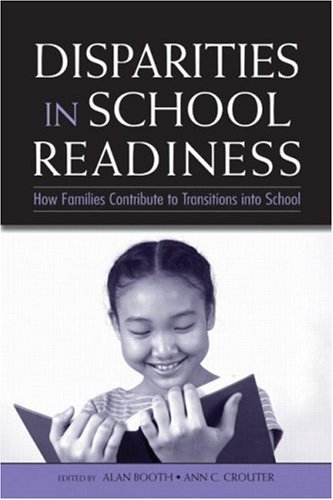 DISPARITIES
IN SCHOOL
READINESS
How Families Contribute to Transitions into School
EDITED BY ALAN BOOTH • ANN C. CROUTER